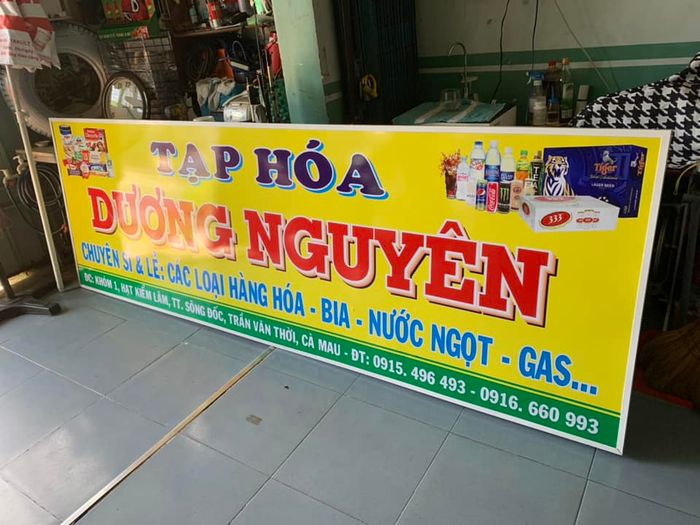 TẠP HÓA
DƯƠNG NGUYÊN
CHUYÊN SỈ & LẺ: CÁC LOẠI HÀNG HÓA - BIA - NƯỚC NGỌT - GAS...
ĐC: KHÓM 1, HẠT KIỂM LÂM, TT. SÔNG ĐỐC, TRẦN VĂN THỜI, CÀ MAU - ĐT: 0915. 496 493 - 0916. 660 993
Tiger
LAGER BEER
333